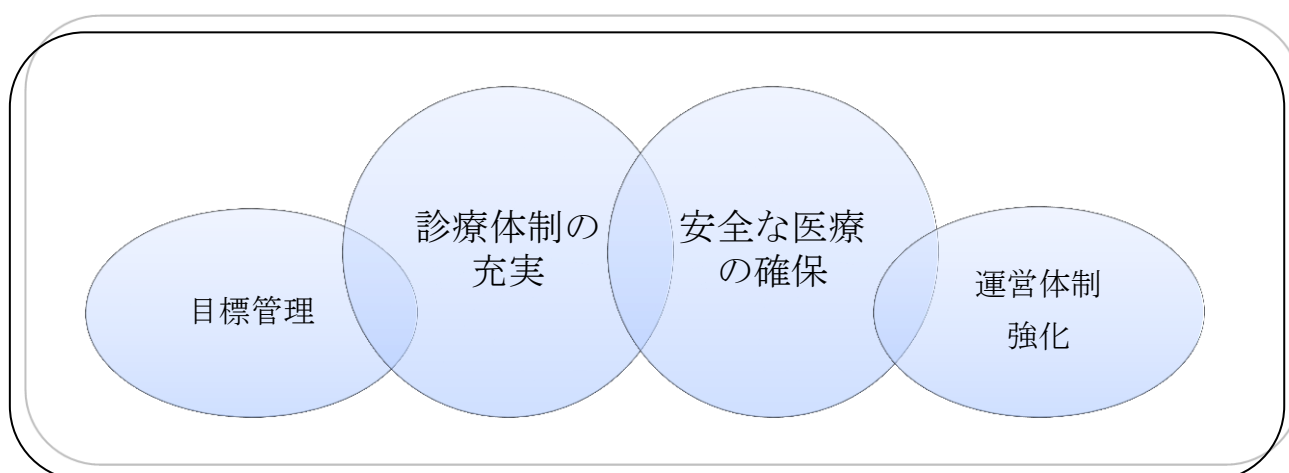 目標管理
診療体制の
充実
安全な医療
の確保
運営体制
強化